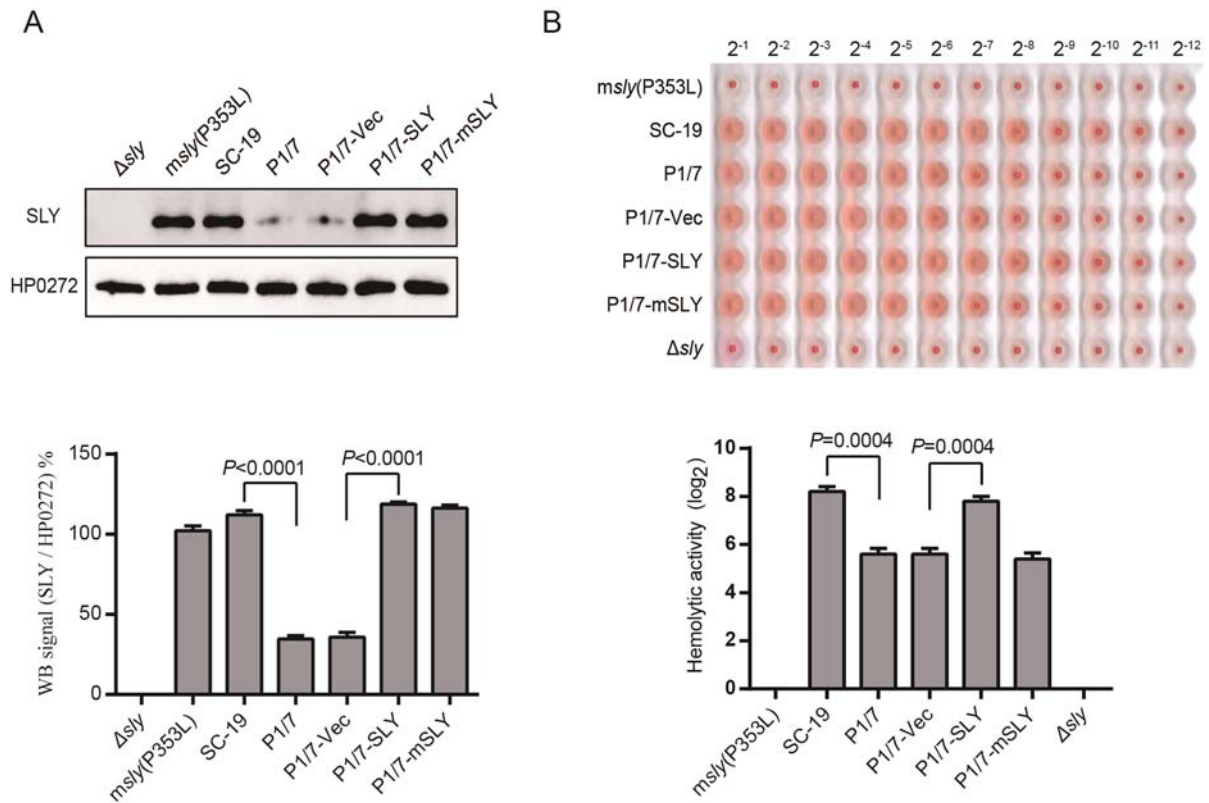 A
Δsly msly(P353L) SC-19 P1/7 P1/7-Vec P1/7-SLY P1/7-mSLY
SLY
HP0272
WB signal (SLY / HP0272) %
150
100
50
0
P<0.0001
P<0.0001
Δsly msly(P353L) SC-19 P1/7 P1/7-Vec P1/7-SLY P1/7-mSLY
B
2⁻¹ 2⁻² 2⁻³ 2⁻⁴ 2⁻⁵ 2⁻⁶ 2⁻⁷ 2⁻⁸ 2⁻⁹ 2⁻¹⁰ 2⁻¹¹ 2⁻¹²
msly(P353L)
SC-19
P1/7
P1/7-Vec
P1/7-SLY
P1/7-mSLY
Δsly
Hemolytic activity (log₂)
10
8
6
4
2
0
P=0.0004
P=0.0004
msly(P353L) SC-19 P1/7 P1/7-Vec P1/7-SLY P1/7-mSLY Δsly